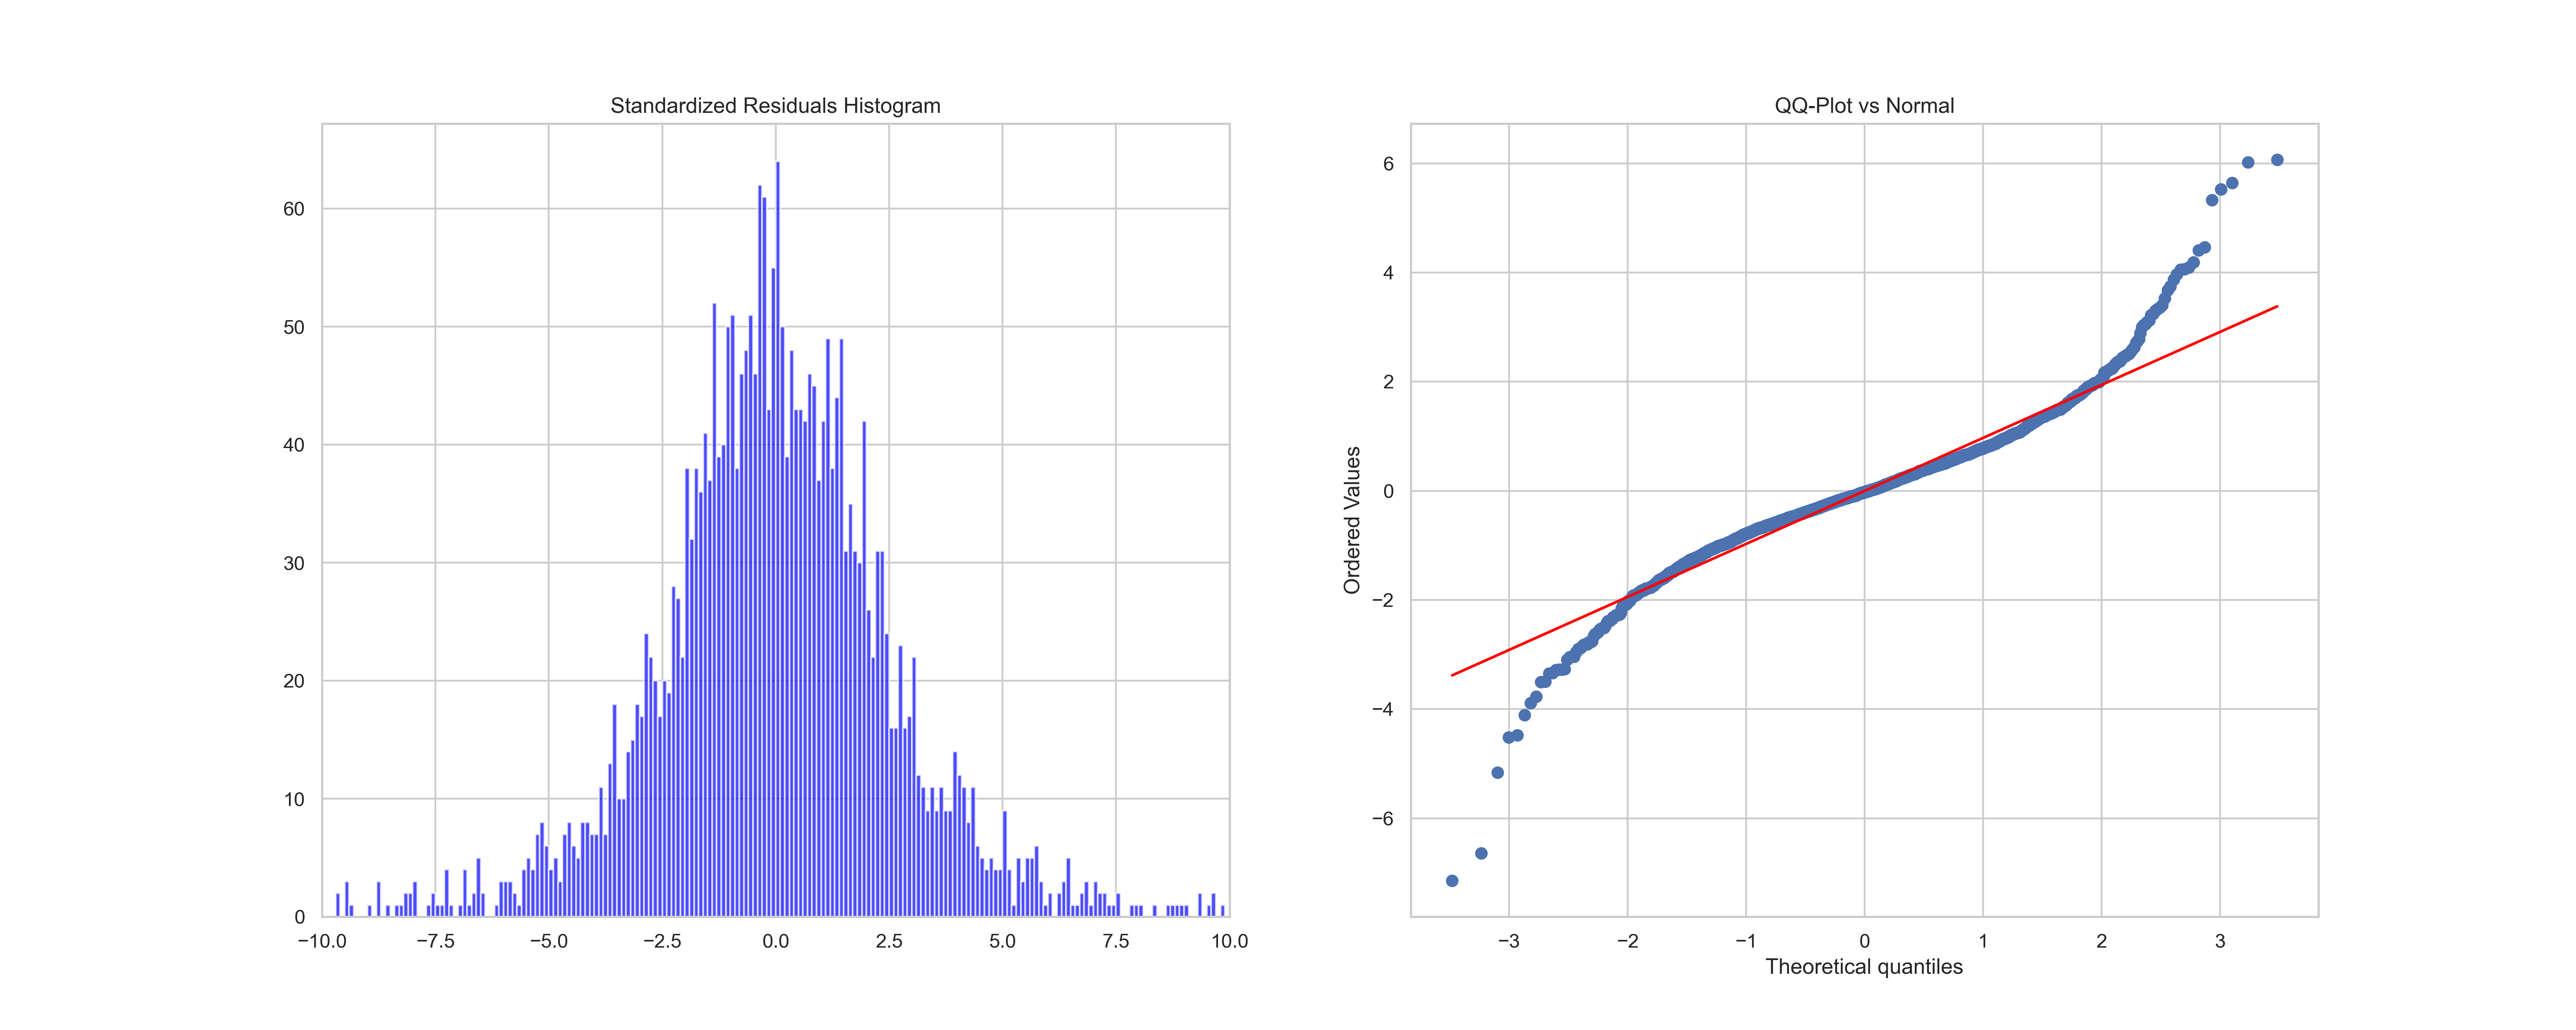 Standardized Residuals Histogram
60
50
40
30
20
10
0
−10.0 −7.5 −5.0 −2.5 0.0 2.5 5.0 7.5 10.0
QQ-Plot vs Normal
Ordered Values
6
4
2
0
−2
−4
−6
−3 −2 −1 0 1 2 3
Theoretical quantiles